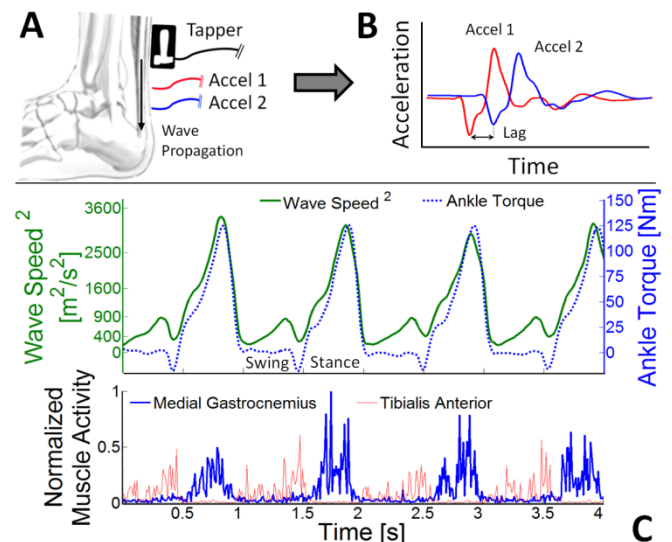 A
Tapper
Accel 1
Accel 2
Wave
Propagation
B
Acceleration
Accel 1
Accel 2
Lag
Time
Wave Speed 2
[m2/s2]
3600
2500
1600
900
400
0
Wave Speed 2
Ankle Torque
Swing
Stance
150
125
100
75
50
25
0
Ankle Torque [Nm]
Normalized
Muscle Activity
1
0.5
0
Medial Gastrocnemius
Tibialis Anterior
0.5 1 1.5 2 2.5 3 3.5 4
Time [s]
C